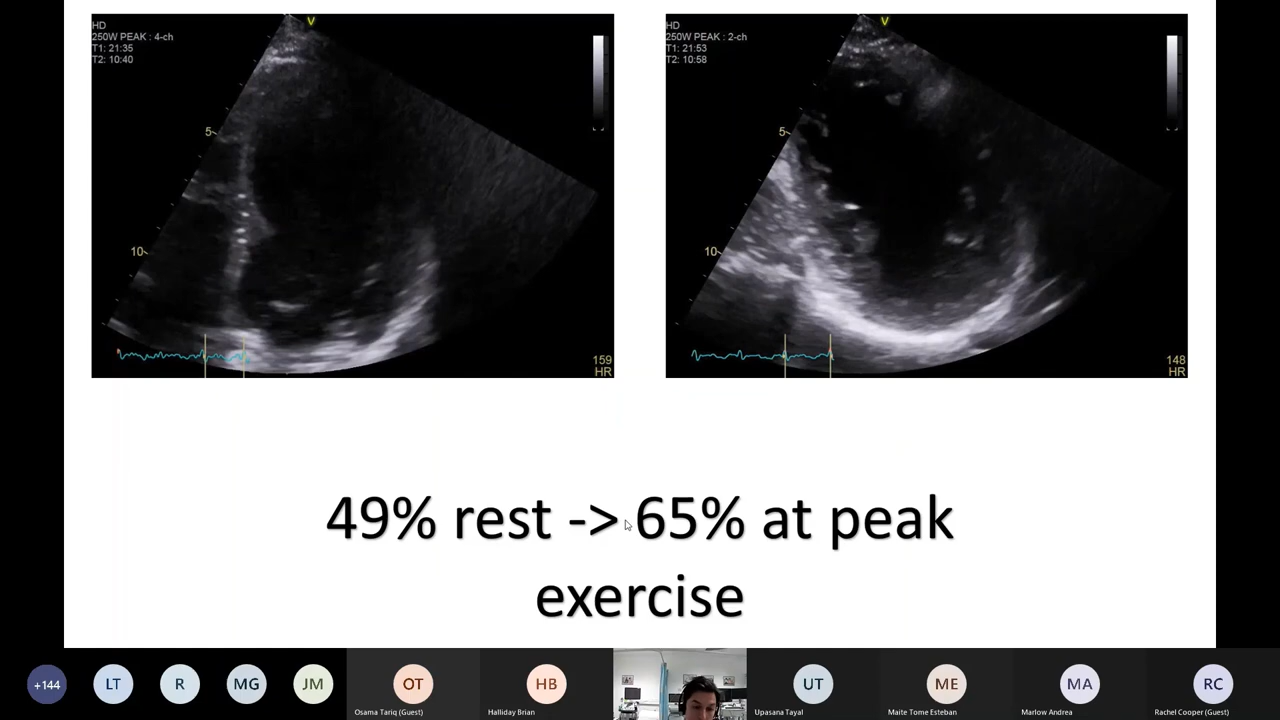 HD
250W PEAK : 4-ch
T1: 21:35
T2: 10:40
V
5
10
159
HR
HD
250W PEAK : 2-ch
T1: 21:53
T2: 10:58
V
5
10
148
HR
49% rest -> 65% at peak
exercise
+144
LT
R
MG
JM
OT
Osama Tariq (Guest)
HB
Halliday Brian
UT
Upasana Tayal
ME
Maite Tome Esteban
MA
Marlow Andrea
RC
Rachel Cooper (Guest)